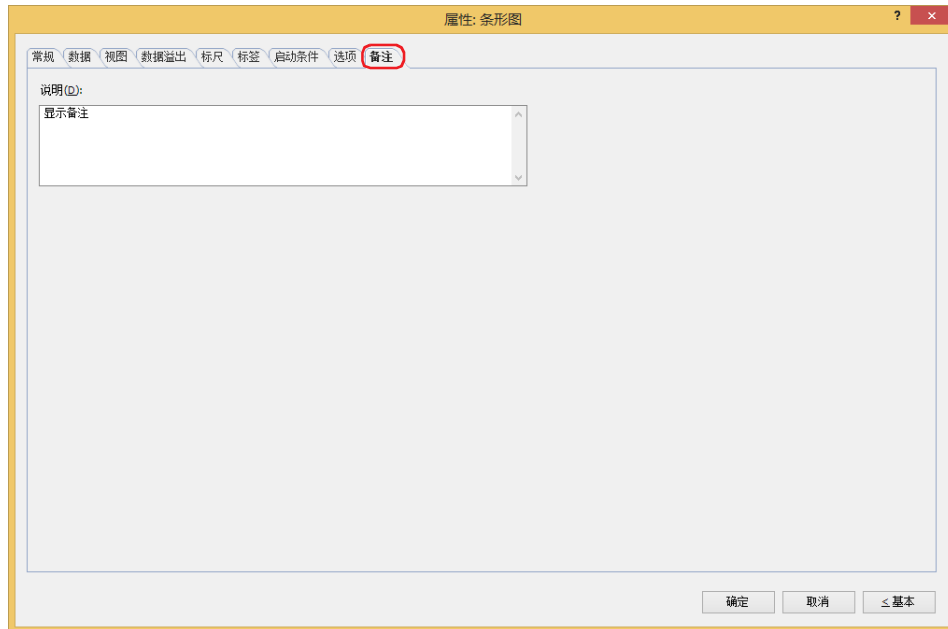 属性: 条形图
?
×
常规 数据 视图 数据溢出 标尺 标签 启动条件 选项 备注
说明(D):
显示备注
确定 取消 ≤ 基本